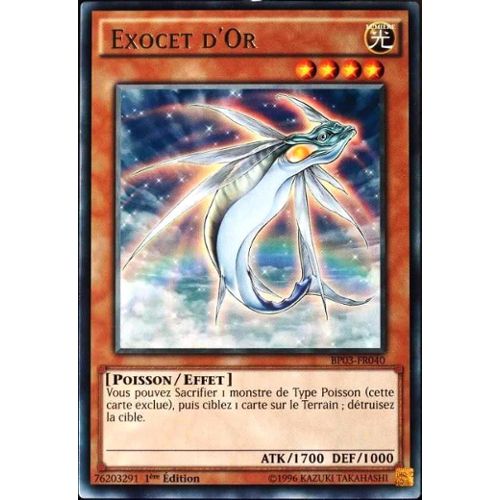 EXOCET D'OR
LUMIÈRE
光
BP03-FR040
[POISSON/EFFET]
Vous pouvez Sacrifier 1 monstre de Type Poisson (cette
carte exclue), puis ciblez 1 carte sur le Terrain ; détruisez
la cible.
ATK/1700 DEF/1000
76203291 1ère Édition
©1996 KAZUKI TAKAHASHI